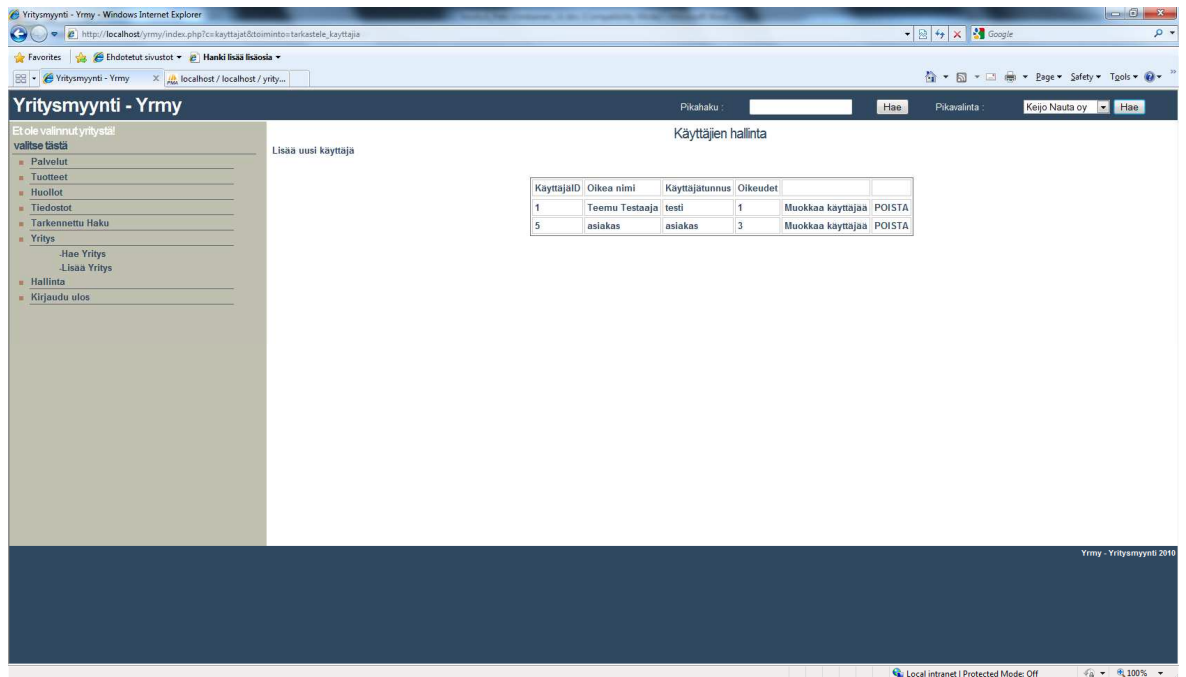 Yritysmyynti - Yrmy - Windows Internet Explorer
http://localhost/yrmy/index.php?c=kayttajat&toiminto=tarkastele_kayttajia
Google
Favorites Ehdotetut sivustot Hanki lisää lisäosia
Yritysmyynti - Yrmy localhost / localhost / yrity...
Page Safety Tools
Yritysmyynti - Yrmy
Pikahaku : Hae Pikavalinta : Keijo Nauta oy Hae
Et ole valinnut yritystä!
valitse tästä
Palvelut
Tuotteet
Huollot
Tiedostot
Tarkennettu Haku
Yritys
-Hae Yritys
-Lisää Yritys
Hallinta
Kirjaudu ulos
Käyttäjien hallinta
Lisää uusi käyttäjä
KäyttäjäID Oikea nimi Käyttäjätunnus Oikeudet
1 Teemu Testaaja testi 1 Muokkaa käyttäjää POISTA
5 asiakas asiakas 3 Muokkaa käyttäjää POISTA
Yrmy - Yritysmyynti 2010
Local intranet | Protected Mode: Off 100%